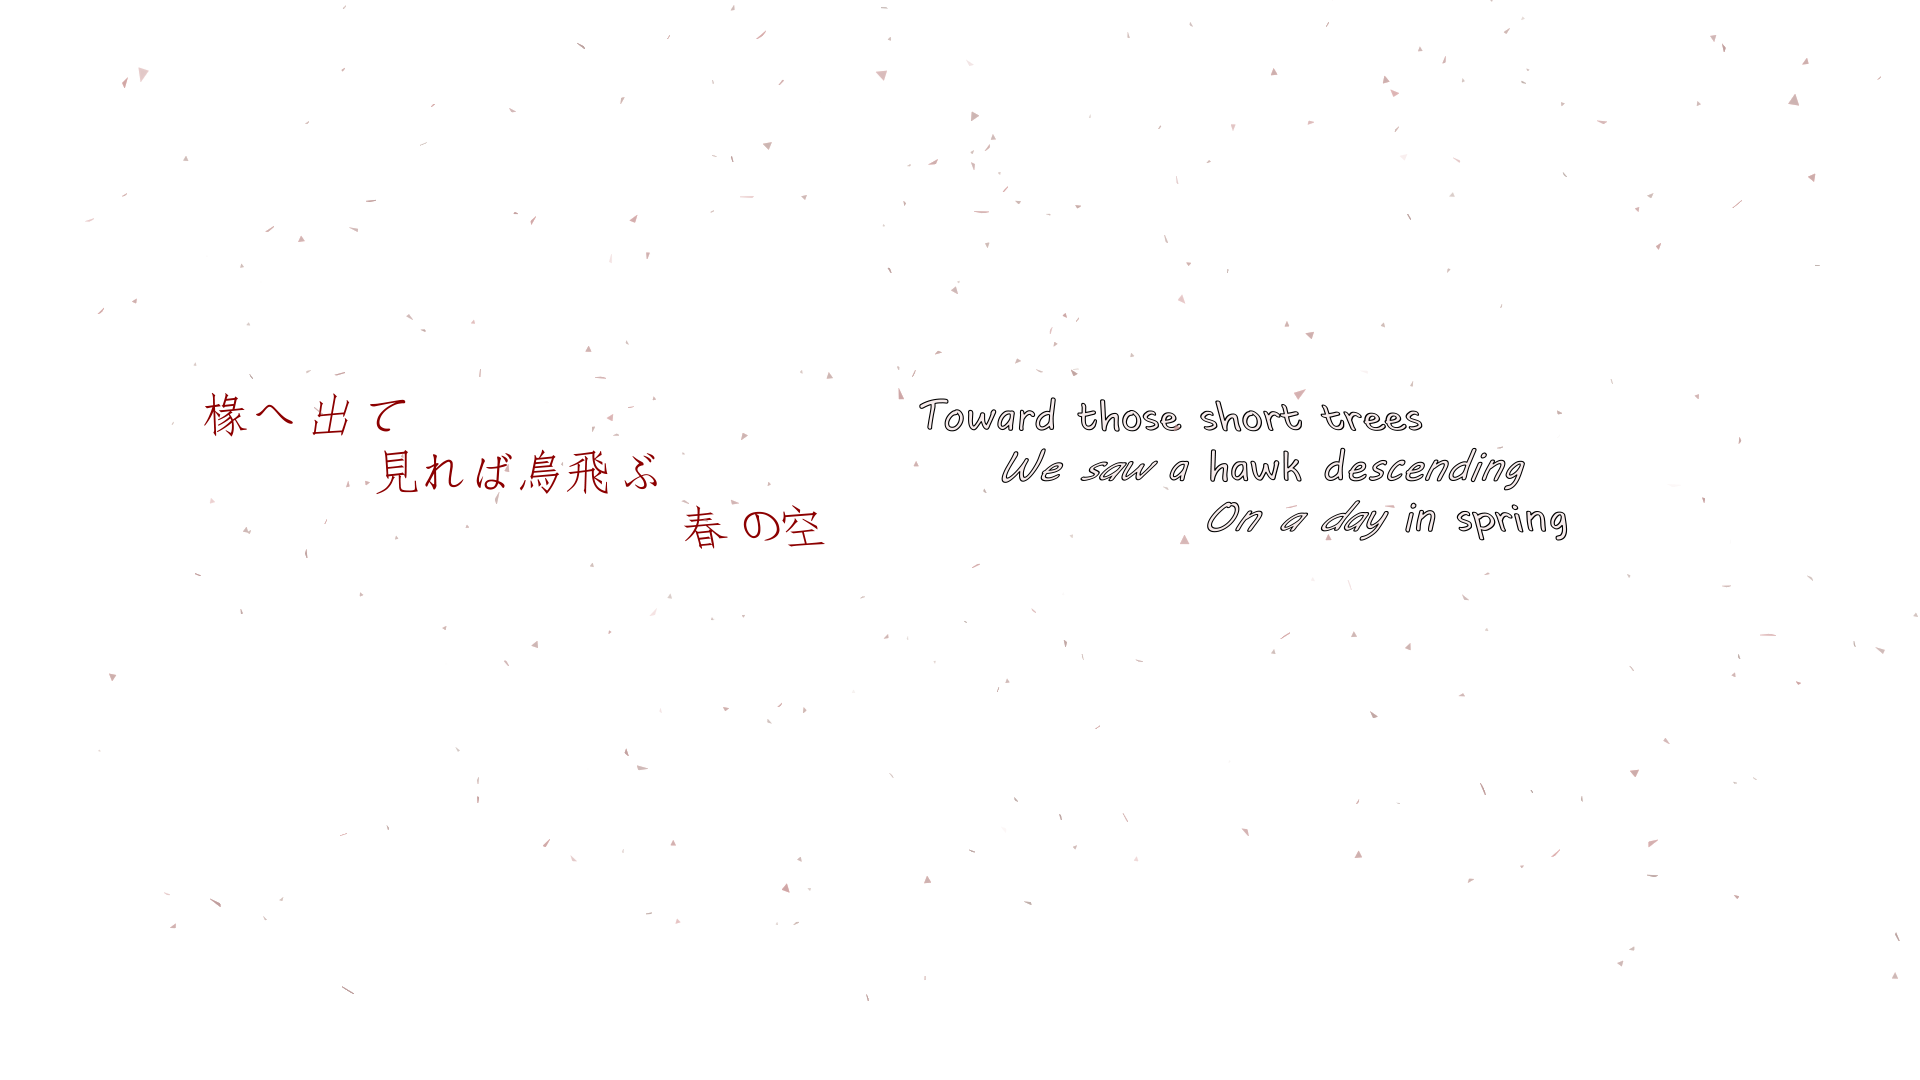 椽へ出て
見れば鳥飛ぶ
春の空
Toward those short trees
We saw a hawk descending
On a day in spring